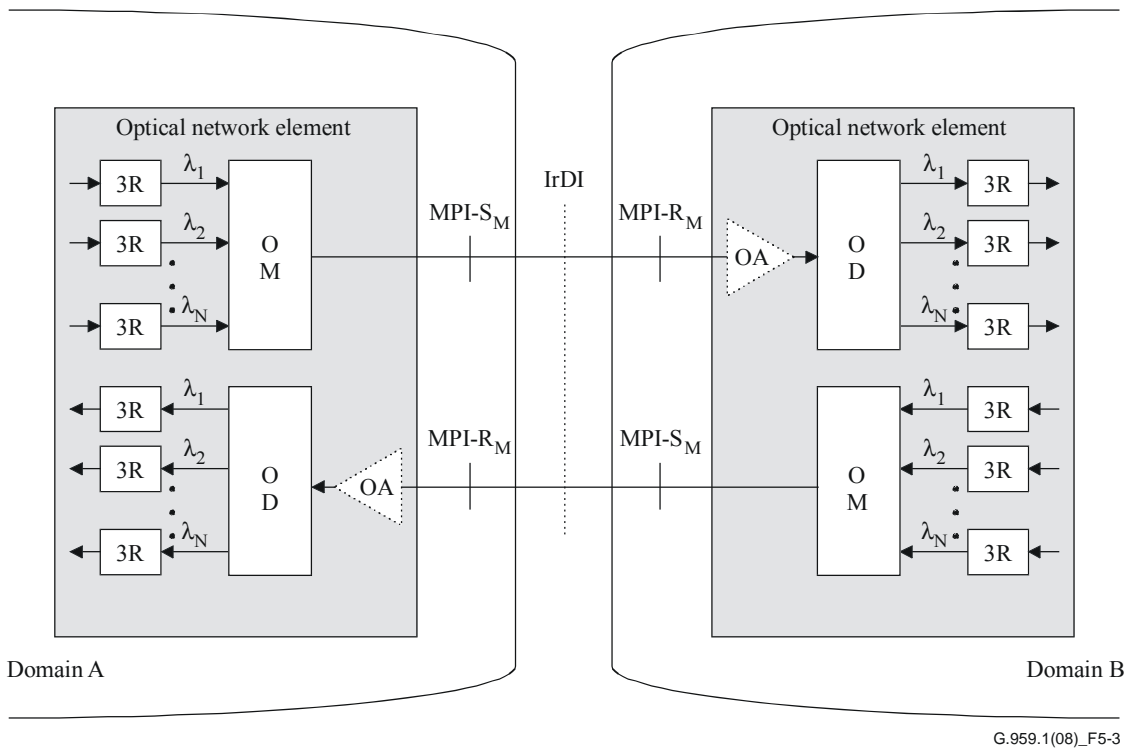 Optical network element
Optical network element
3R λ1
3R λ2
3R λN
O
M
MPI-SM
IrDI
MPI-RM
OA
O
D
λ1 3R
λ2 3R
λN 3R
3R λ1
3R λ2
3R λN
O
D
OA
MPI-RM
MPI-SM
O
M
λ1 3R
λ2 3R
λN 3R
Domain A
Domain B
G.959.1(08)_F5-3